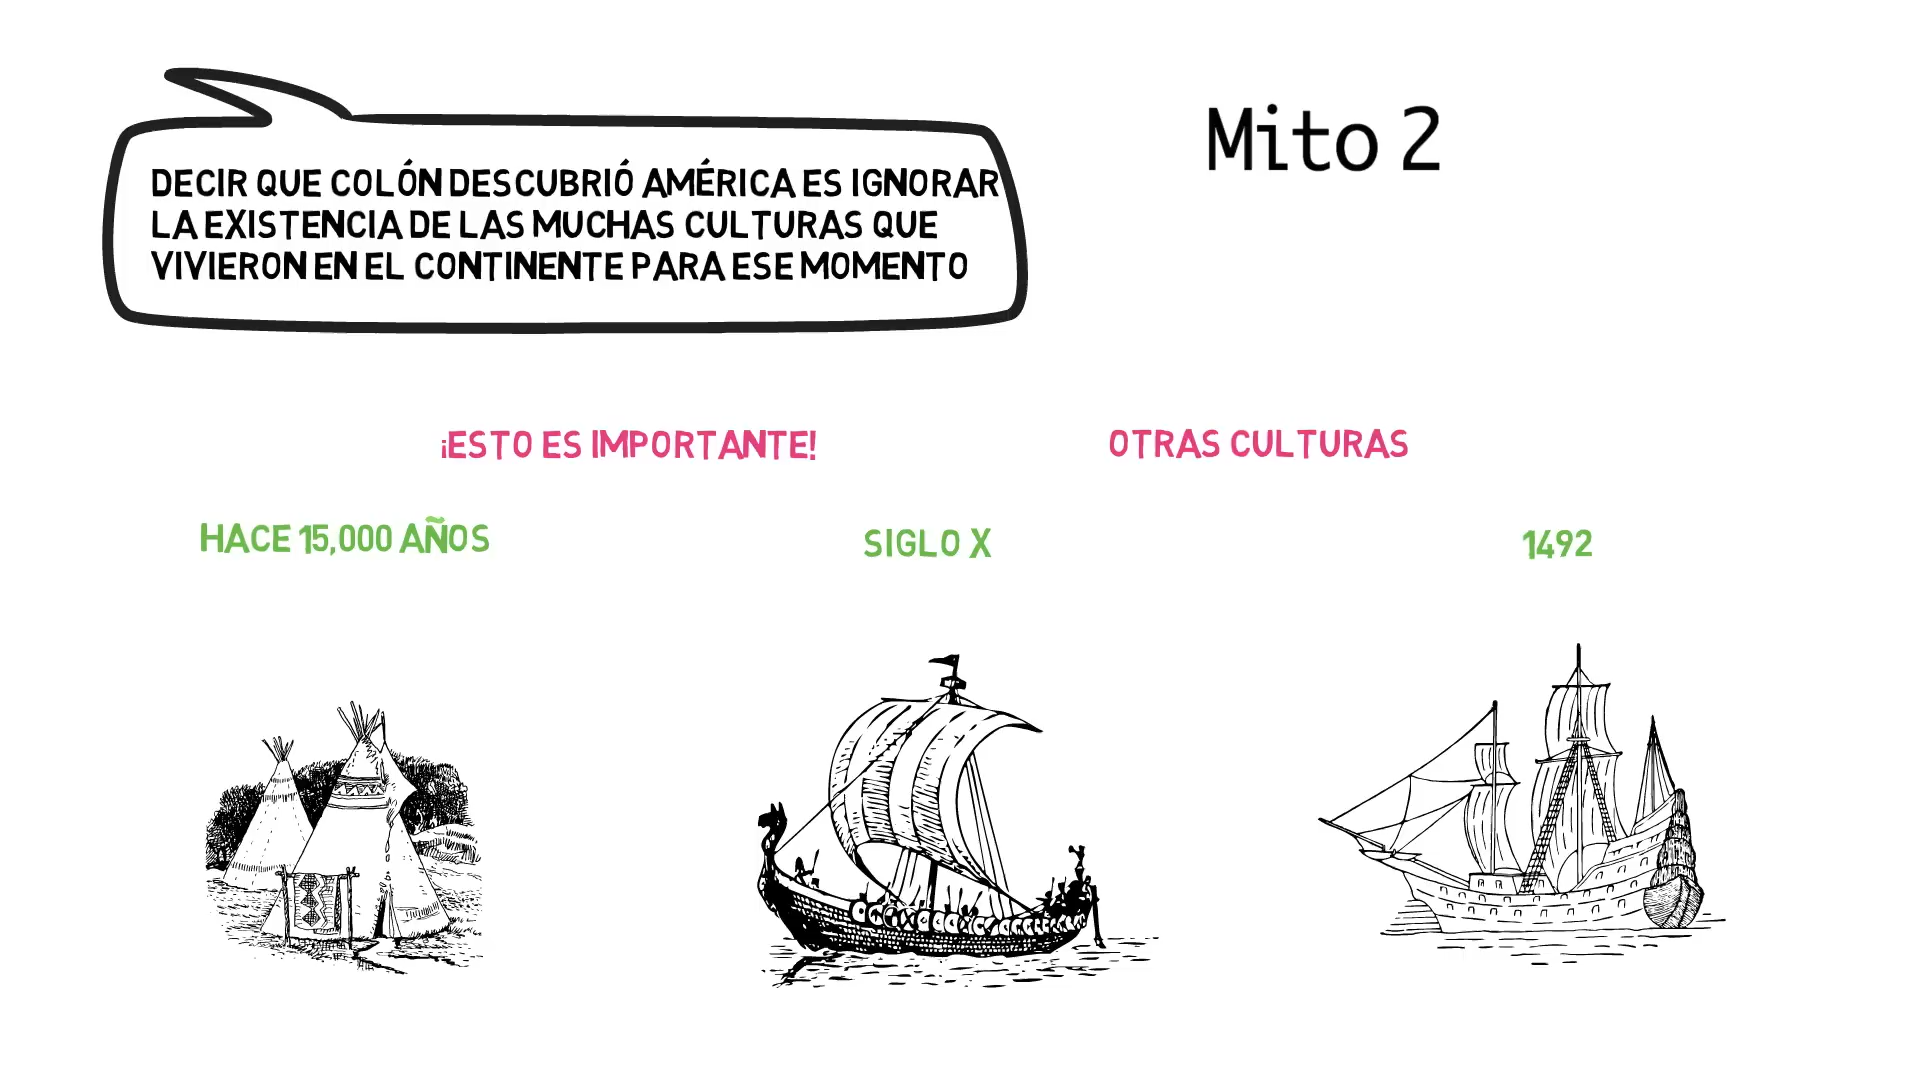 DECIR QUE COLÓN DESCUBRIÓ AMÉRICA ES IGNORAR
LA EXISTENCIA DE LAS MUCHAS CULTURAS QUE
VIVIERON EN EL CONTINENTE PARA ESE MOMENTO
Mito 2
¡ESTO ES IMPORTANTE!
OTRAS CULTURAS
HACE 15,000 AÑOS
SIGLO X
1492